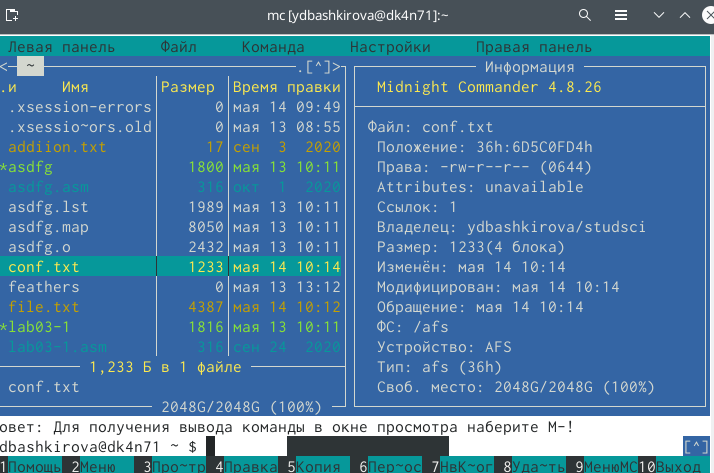 mc [ydbashkirova@dk4n71]:~
Левая панель Файл Команда Настройки Правая панель
<─ ~ ─.[^]>
.и Имя Размер Время правки
.xsession-errors 0 мая 14 09:49
.xsessio~ors.old 0 мая 13 08:55
addiion.txt 17 сен 3 2020
*asdfg 1800 мая 13 10:11
asdfg.asm 316 окт 1 2020
asdfg.lst 1989 мая 13 10:11
asdfg.map 8050 мая 13 10:11
asdfg.o 2432 мая 13 10:11
conf.txt 1233 мая 14 10:14
feathers 0 мая 13 13:12
file.txt 4387 мая 14 10:12
*lab03-1 1816 мая 13 10:11
lab03-1.asm 316 сен 24 2020
1,233 Б в 1 файле
conf.txt
2048G/2048G (100%)
Информация
Midnight Commander 4.8.26
Файл: conf.txt
Положение: 36h:6D5C0FD4h
Права: -rw-r--r-- (0644)
Attributes: unavailable
Ссылок: 1
Владелец: ydbashkirova/studsci
Размер: 1233(4 блока)
Изменён: мая 14 10:14
Модифицирован: мая 14 10:14
Обращение: мая 14 10:14
ФС: /afs
Устройство: AFS
Тип: afs (36h)
Своб. место: 2048G/2048G (100%)
овет: Для получения вывода команды в окне просмотра наберите M-!
dbashkirova@dk4n71 ~ $ [^]
1Помощь 2Меню 3Про~тр 4Правка 5Копия 6Пер~ос 7НвК~ог 8Удa~ть 9МенюMC 10Выход